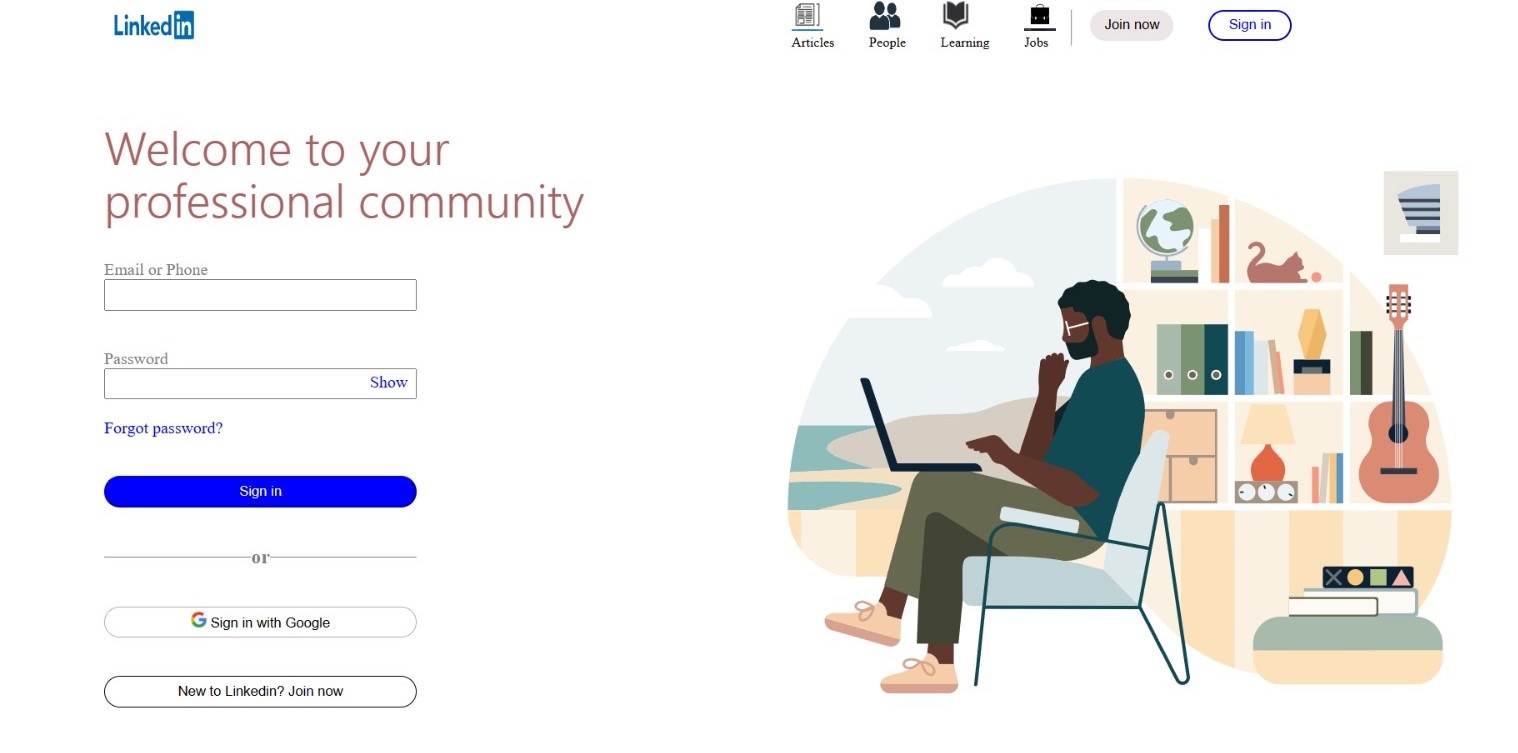 Linkedin
Articles
People
Learning
Jobs
Join now
Sign in
Welcome to your
professional community
Email or Phone
Password
Show
Forgot password?
Sign in
or
Sign in with Google
New to Linkedin? Join now